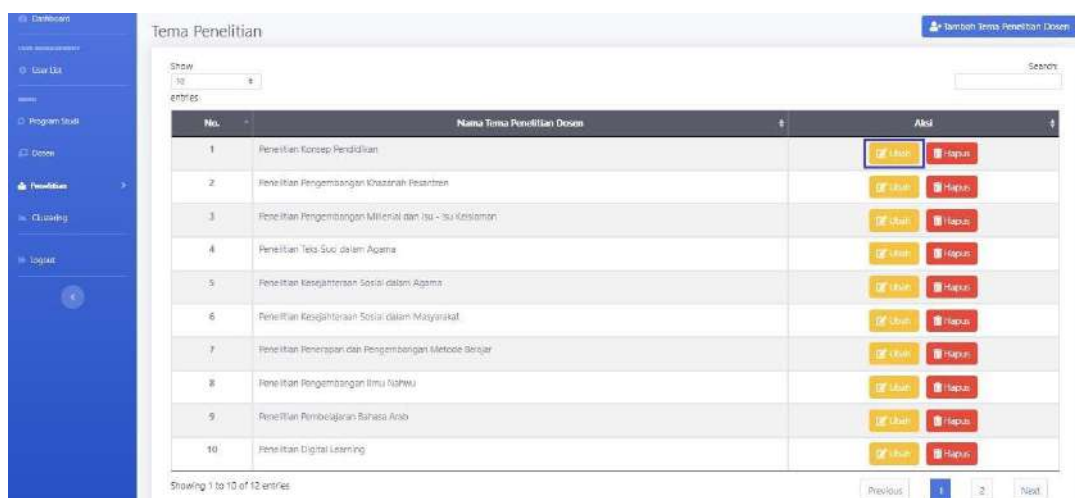 Dashboard
Tema Penelitian
Tambah Tema Penelitian Dosen
USER MANAGEMENT
User List
MENU
Program Studi
Dosen
Penelitian
Clustering
logout
Show
10
entries
Search:
No. Nama Tema Penelitian Dosen Aksi
1 Penelitian Konsep Pendidikan Ubah Hapus
2 Penelitian Pengembangan Khazanah Pesantren Ubah Hapus
3 Penelitian Pengembangan Millenial dan Isu - Isu Keislaman Ubah Hapus
4 Penelitian Teks Suci dalam Agama Ubah Hapus
5 Penelitian Kesejahteraan Sosial dalam Agama Ubah Hapus
6 Penelitian Kesejahteraan Sosial dalam Masyarakat Ubah Hapus
7 Penelitian Penerapan dan Pengembangan Metode Belajar Ubah Hapus
8 Penelitian Pengembangan Ilmu Nahwu Ubah Hapus
9 Penelitian Pembelajaran Bahasa Arab Ubah Hapus
10 Penelitian Digital Learning Ubah Hapus
Showing 1 to 10 of 12 entries
Previous 1 2 Next